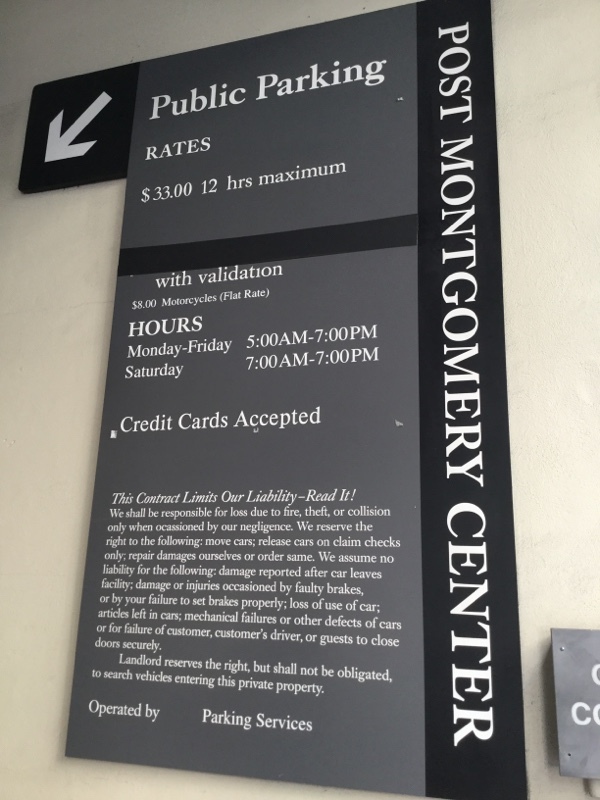 Public Parking
RATES
$33.00 12 hrs maximum
with validation
$8.00 Motorcycles (Flat Rate)
HOURS
Monday-Friday 5:00AM-7:00PM
Saturday 7:00AM-7:00PM
Credit Cards Accepted
This Contract Limits Our Liability–Read It!
We shall be responsible for loss due to fire, theft, or collision
only when ocassioned by our negligence. We reserve the
right to the following: move cars; release cars on claim checks
only; repair damages ourselves or order same. We assume no
liability for the following: damage reported after car leaves
facility; damage or injuries occasioned by faulty brakes,
or by your failure to set brakes properly; loss of use of car;
articles left in cars; mechanical failures or other defects of cars
or for failure of customer, customer's driver, or guests to close
doors securely.
Landlord reserves the right, but shall not be obligated,
to search vehicles entering this private property.
Operated by Parking Services
POST MONTGOMERY CENTER